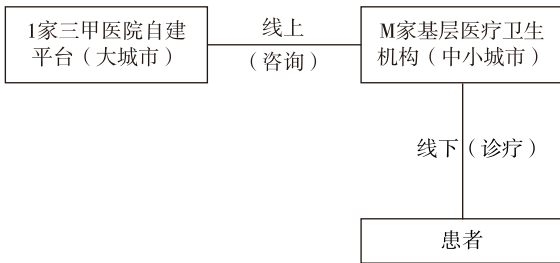 1家三甲医院自建
平台（大城市）
线上
（咨询）
M家基层医疗卫生
机构（中小城市）
线下（诊疗）
患者